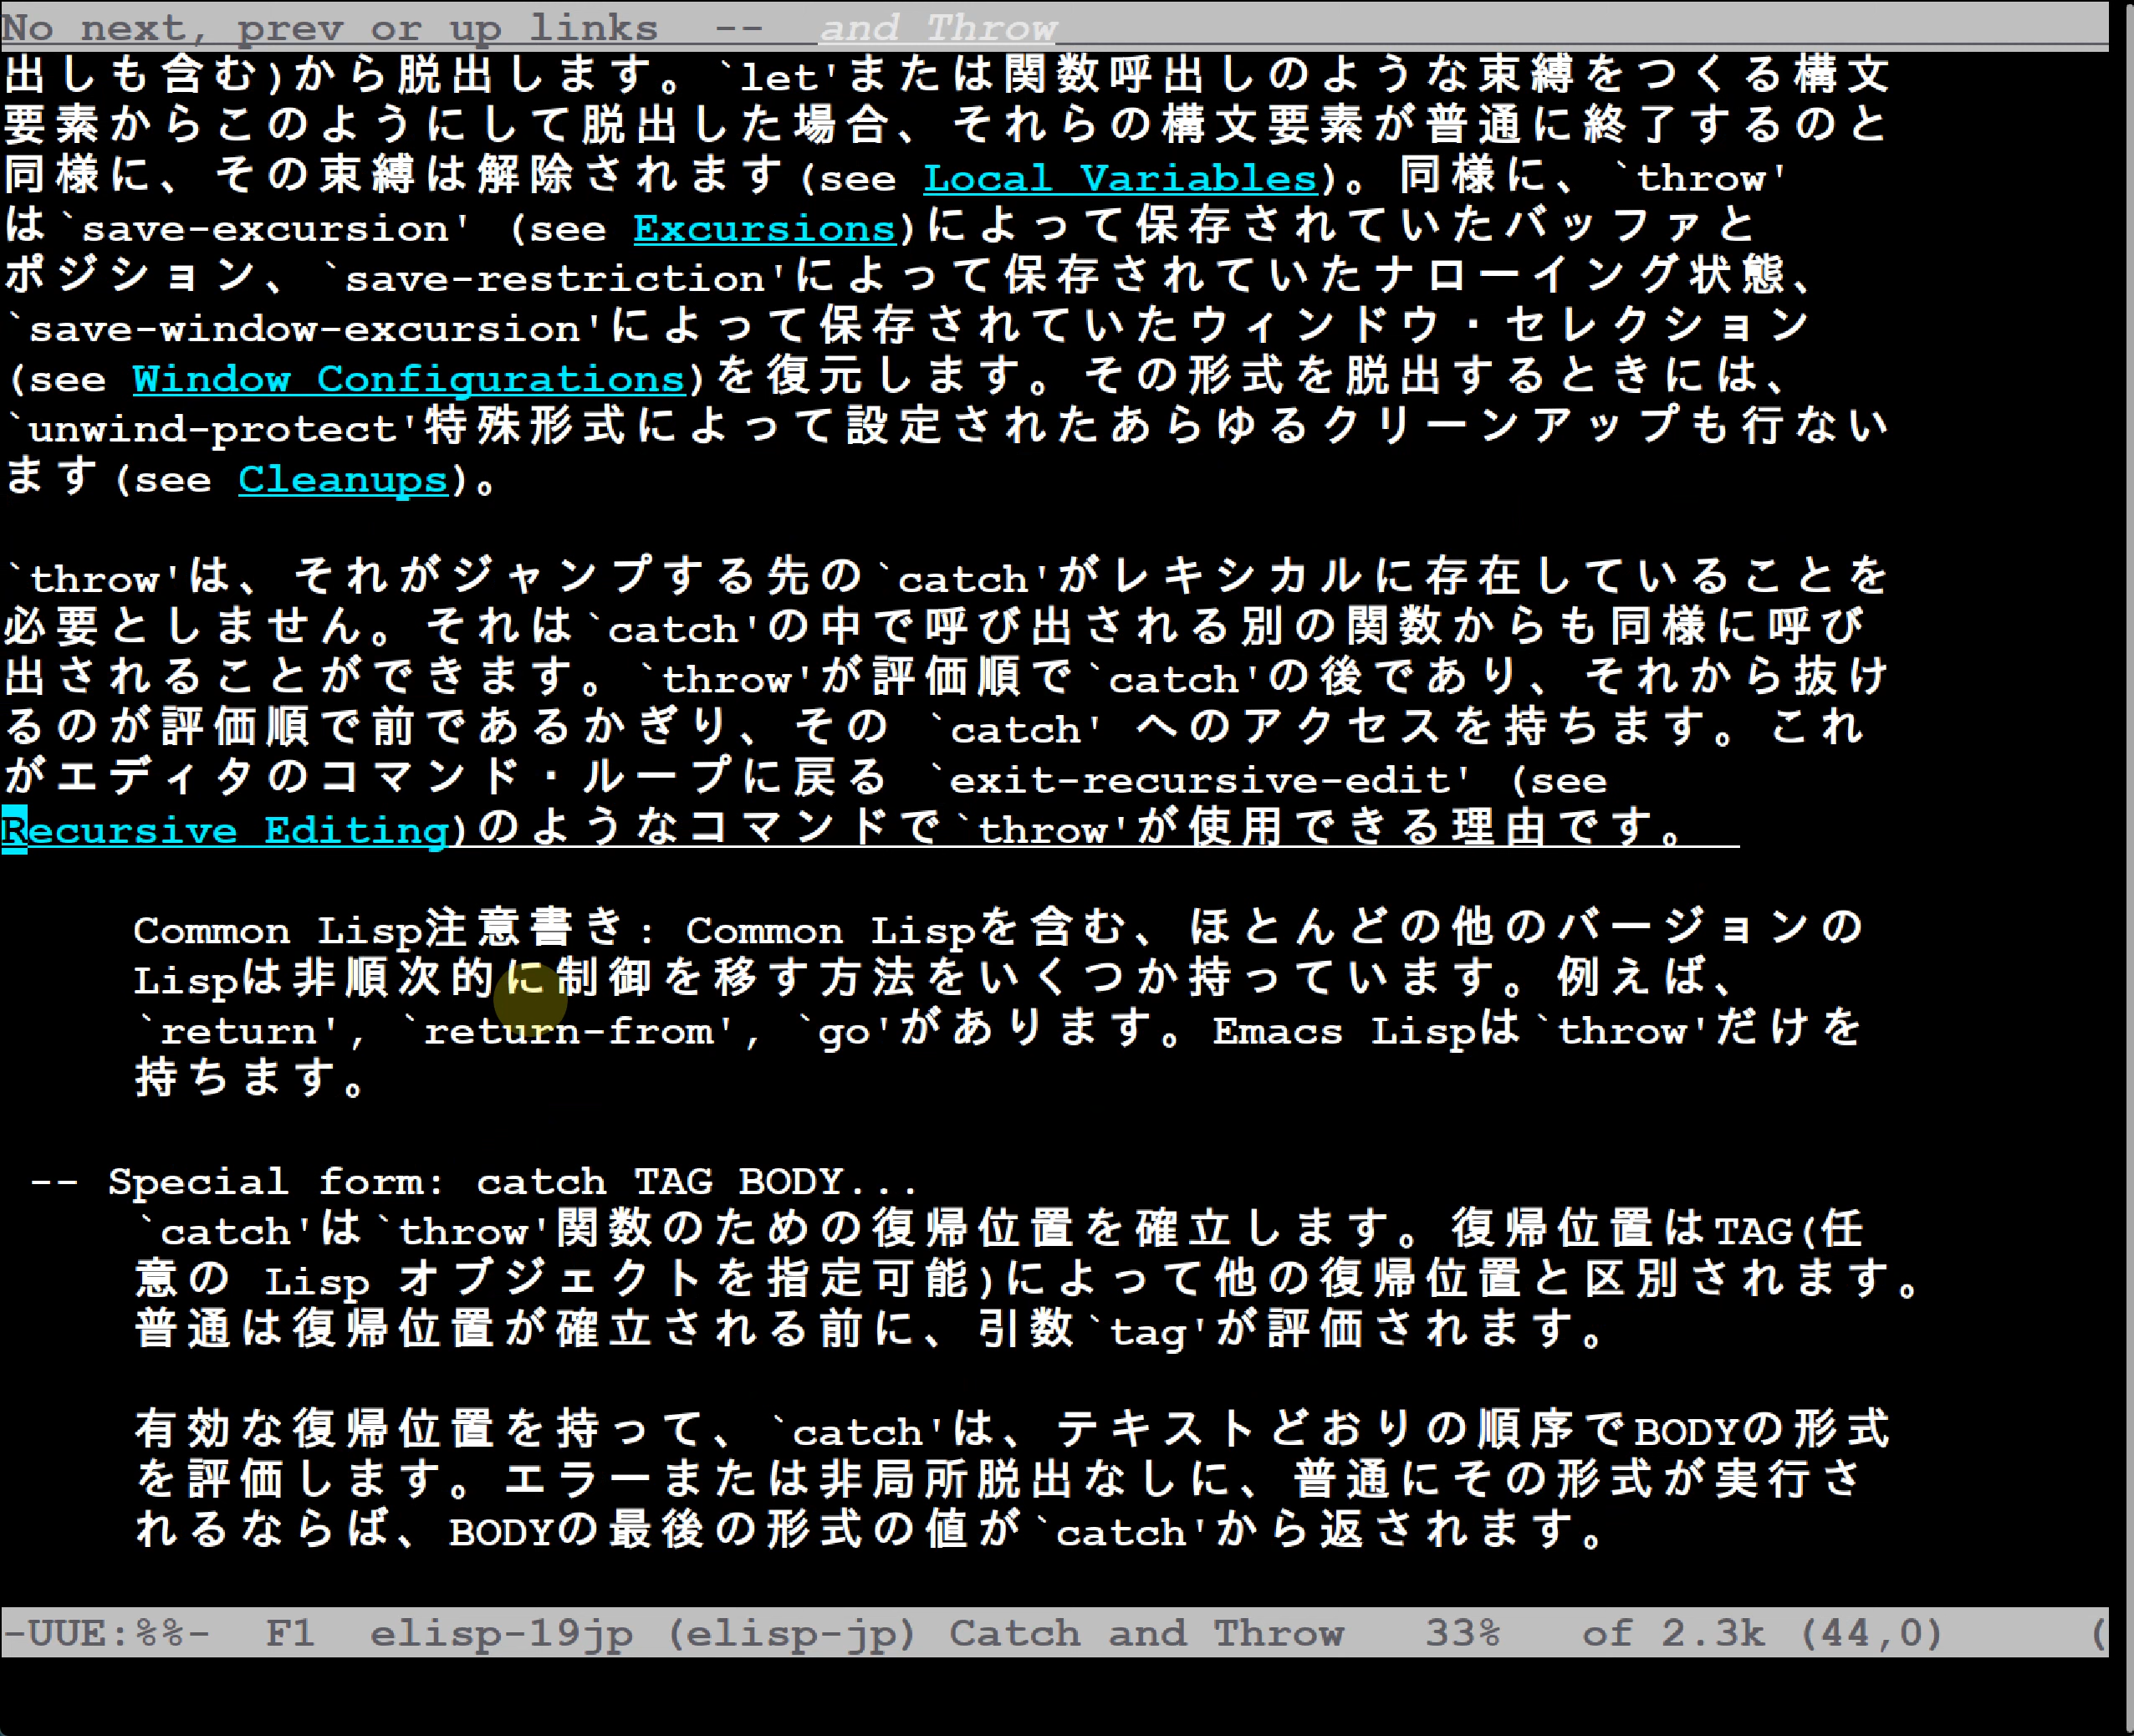 No next, prev or up links  --  and Throw
出しも含む)から脱出します。`let'または関数呼出しのような束縛をつくる構文
要素からこのようにして脱出した場合、それらの構文要素が普通に終了するのと
同様に、その束縛は解除されます(see Local Variables)。同様に、`throw'
は`save-excursion' (see Excursions)によって保存されていたバッファと
ポジション、`save-restriction'によって保存されていたナローイング状態、
`save-window-excursion'によって保存されていたウィンドウ・セレクション
(see Window Configurations)を復元します。その形式を脱出するときには、
`unwind-protect'特殊形式によって設定されたあらゆるクリーンアップも行ない
ます(see Cleanups)。
`throw'は、それがジャンプする先の`catch'がレキシカルに存在していることを
必要としません。それは`catch'の中で呼び出される別の関数からも同様に呼び
出されることができます。`throw'が評価順で`catch'の後であり、それから抜け
るのが評価順で前であるかぎり、その `catch' へのアクセスを持ちます。これ
がエディタのコマンド・ループに戻る `exit-recursive-edit' (see
Recursive Editing)のようなコマンドで`throw'が使用できる理由です。
Common Lisp注意書き: Common Lispを含む、ほとんどの他のバージョンの
Lispは非順次的に制御を移す方法をいくつか持っています。例えば、
`return', `return-from', `go'があります。Emacs Lispは`throw'だけを
持ちます。
-- Special form: catch TAG BODY...
`catch'は`throw'関数のための復帰位置を確立します。復帰位置はTAG(任
意の Lisp オブジェクトを指定可能)によって他の復帰位置と区別されます。
普通は復帰位置が確立される前に、引数`tag'が評価されます。
有効な復帰位置を持って、`catch'は、テキストどおりの順序でBODYの形式
を評価します。エラーまたは非局所脱出なしに、普通にその形式が実行さ
れるならば、BODYの最後の形式の値が`catch'から返されます。
-UUE:%%-  F1  elisp-19jp (elisp-jp) Catch and Throw   33%   of 2.3k (44,0)      (